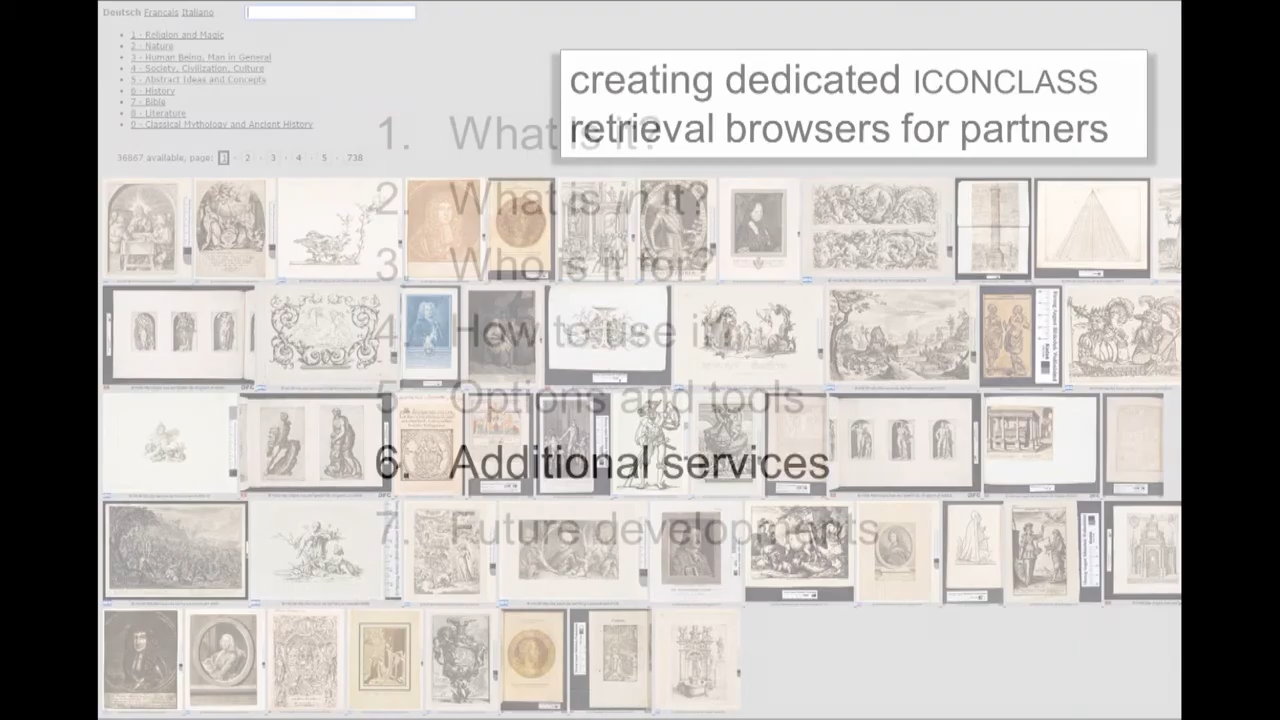 Deutsch Français Italiano
1 - Religion and Magic
2 - Nature
3 - Human Being, Man in General
4 - Society, Civilization, Culture
5 - Abstract Ideas and Concepts
6 - History
7 - Bible
8 - Literature
9 - Classical Mythology and Ancient History
36867 available, page: 1 · 2 · 3 · 4 · 5 · 738
creating dedicated ICONCLASS
retrieval browsers for partners
1. What is it?
2. What is in it?
3. Who is it for?
4. How to use it?
5. Options and tools
6. Additional services
7. Future developments